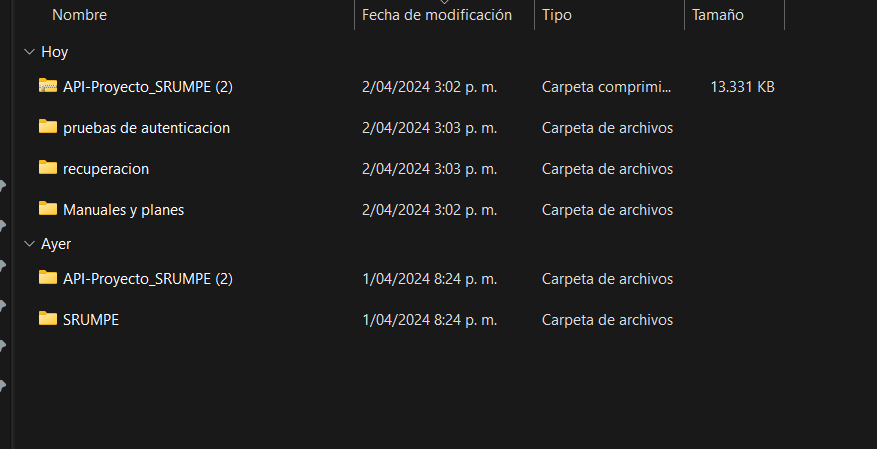 Nombre Fecha de modificación Tipo Tamaño
Hoy
API-Proyecto_SRUMPE (2) 2/04/2024 3:02 p. m. Carpeta comprimi... 13.331 KB
pruebas de autenticacion 2/04/2024 3:03 p. m. Carpeta de archivos
recuperacion 2/04/2024 3:03 p. m. Carpeta de archivos
Manuales y planes 2/04/2024 3:02 p. m. Carpeta de archivos
Ayer
API-Proyecto_SRUMPE (2) 1/04/2024 8:24 p. m. Carpeta de archivos
SRUMPE 1/04/2024 8:24 p. m. Carpeta de archivos